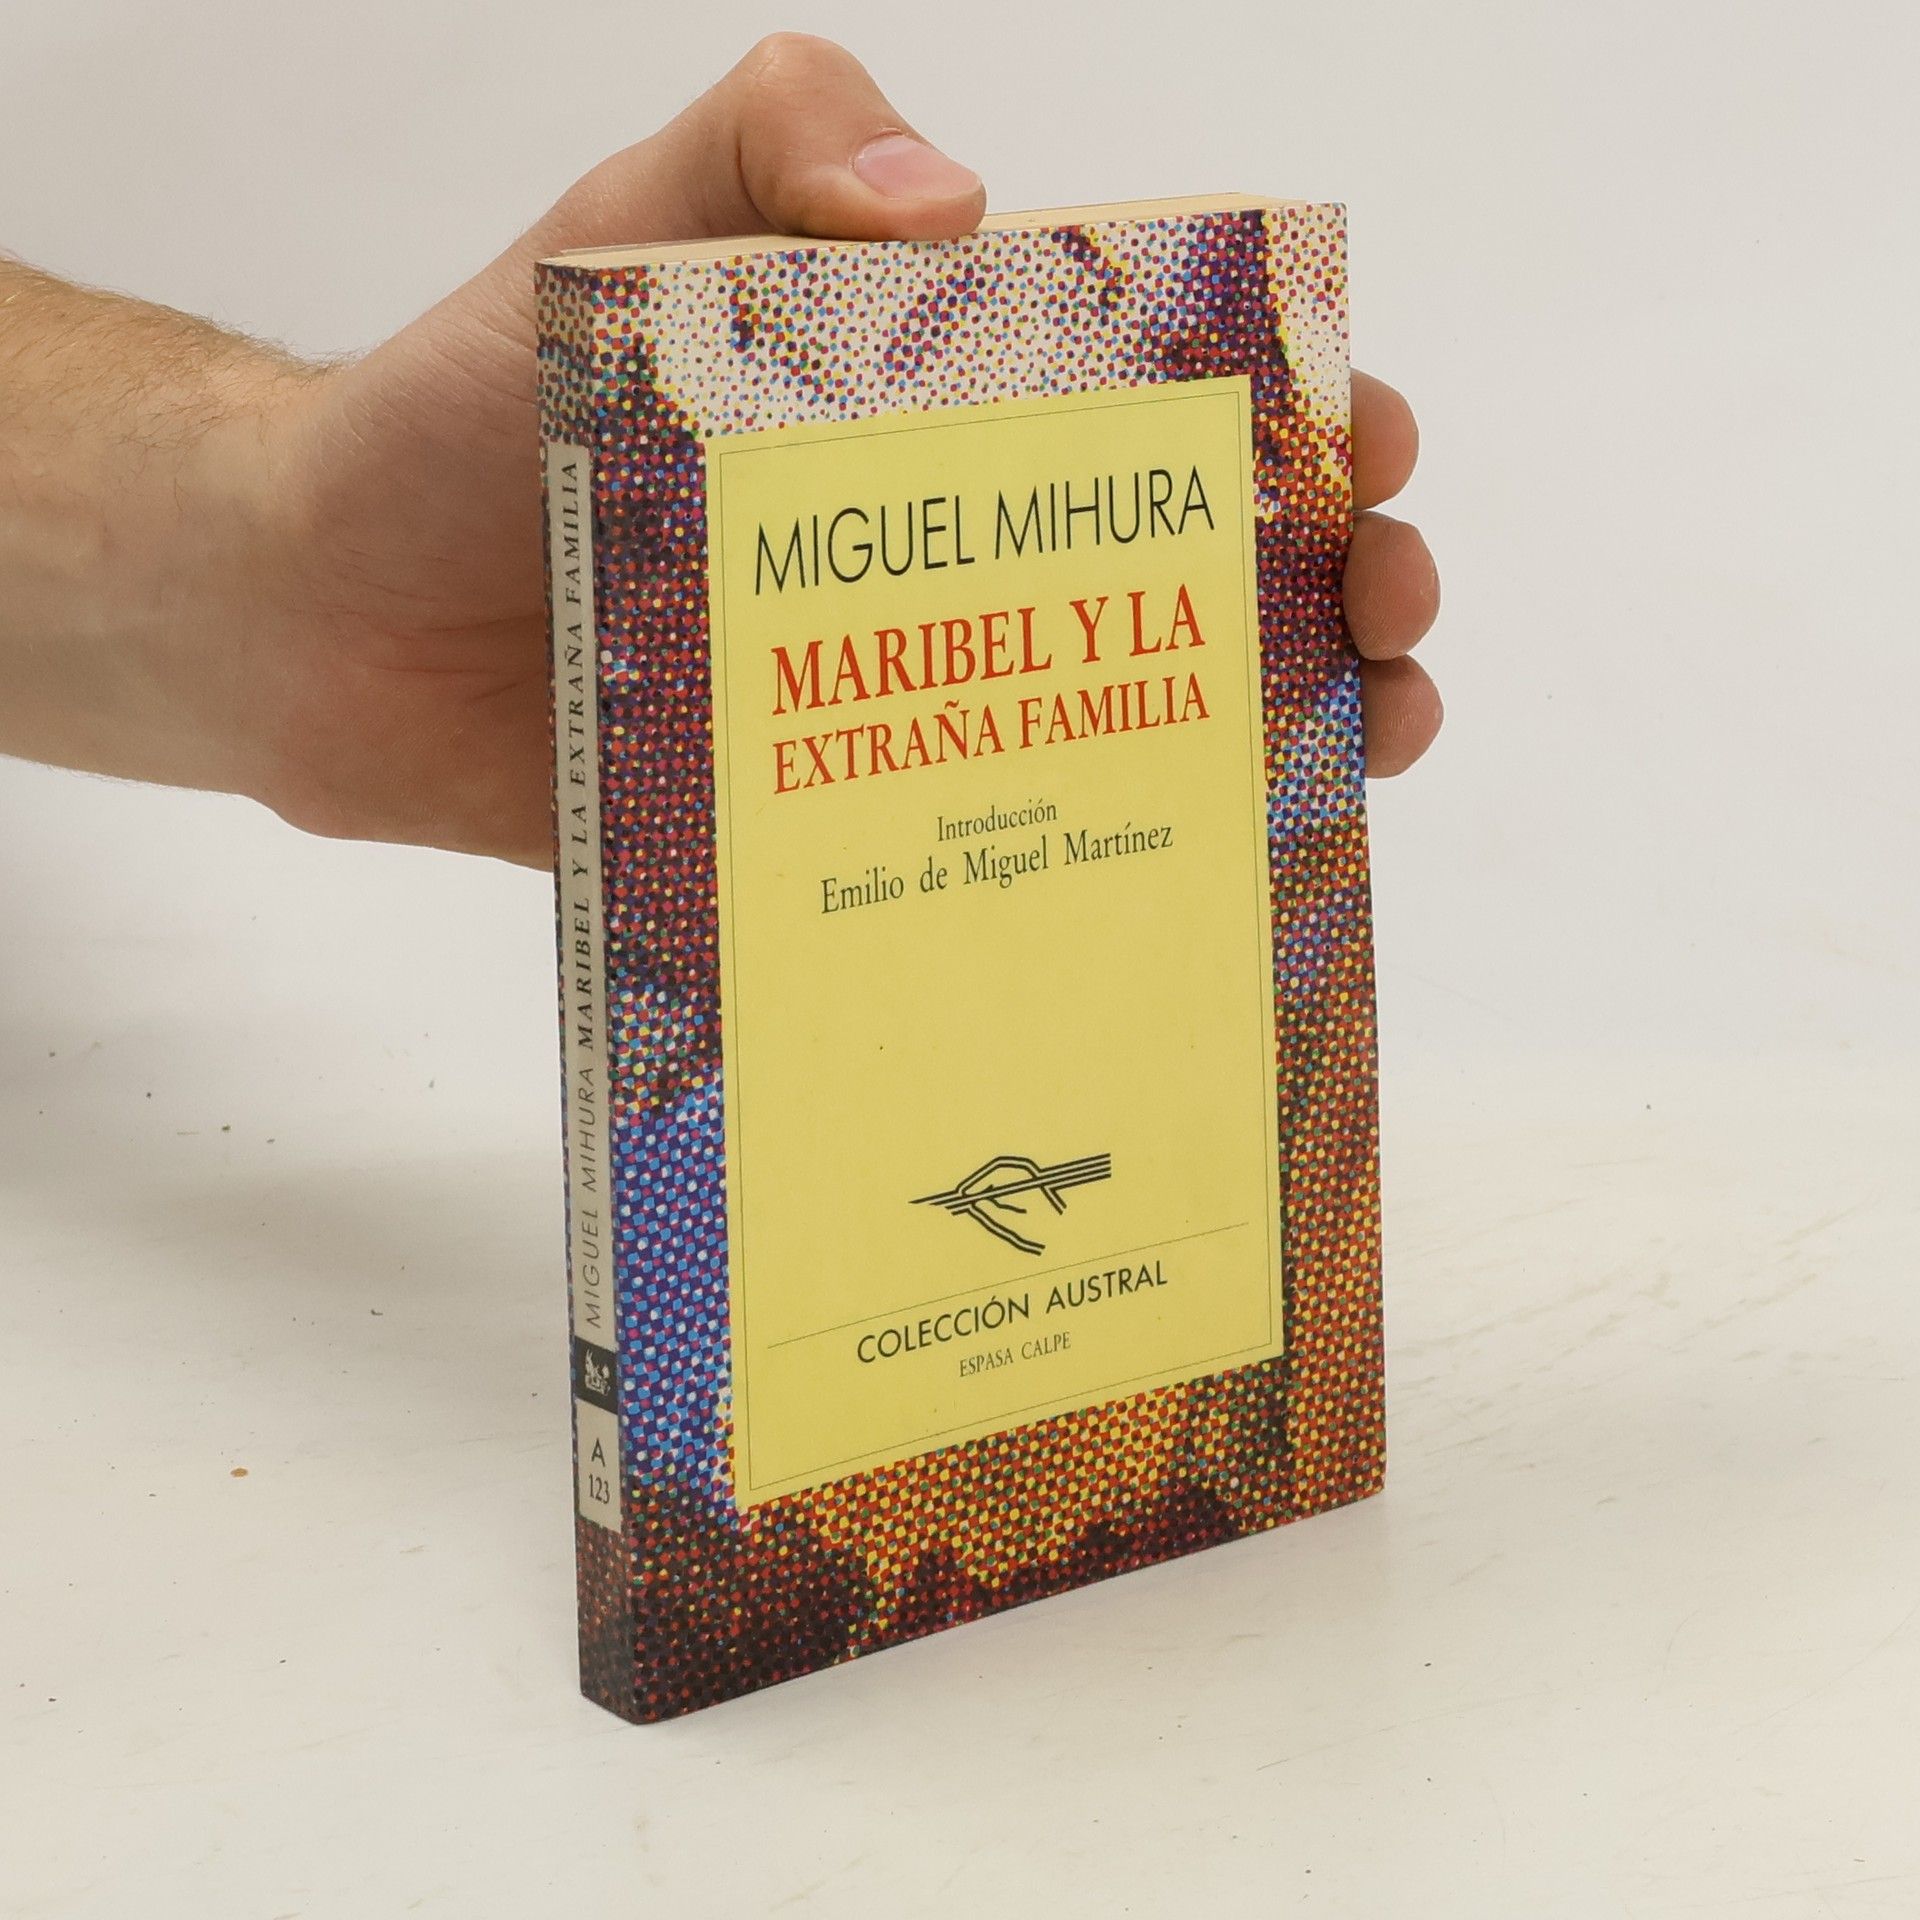 MIGUEL MIHURA
MARIBEL Y LA
EXTRAÑA FAMILIA
Introducción
Emilio de Miguel Martínez
COLECCIÓN AUSTRAL
ESPASA CALPE
MIGUEL MIHURA MARIBEL Y LA EXTRAÑA FAMILIA
A
123